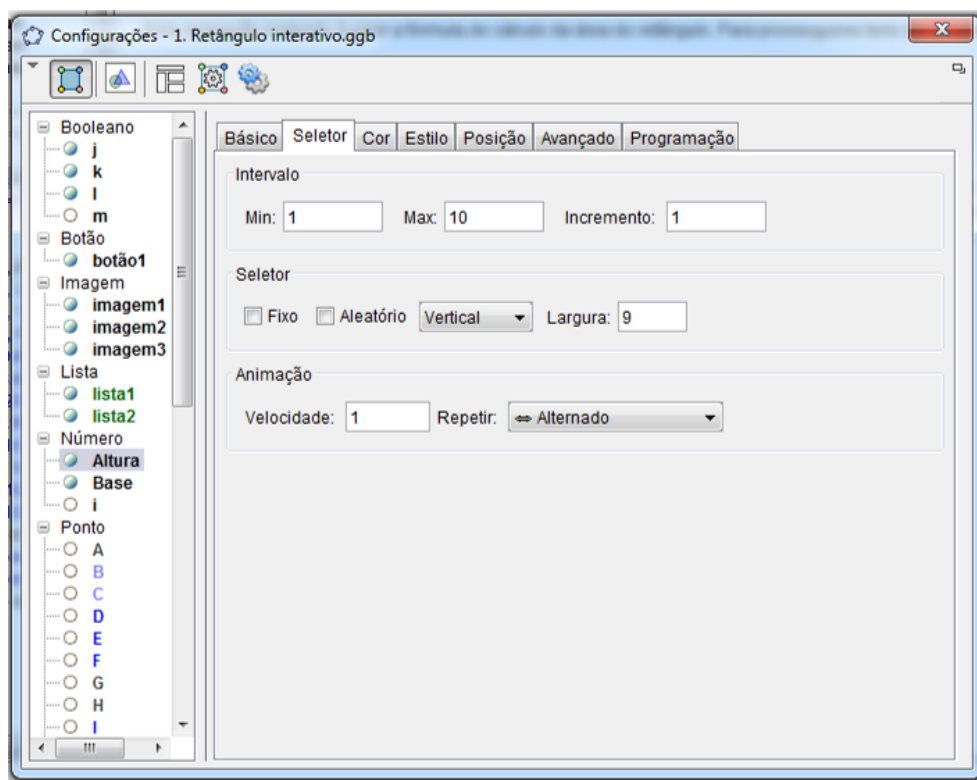 Configurações - 1. Retângulo interativo.ggb
Booleano
j
k
l
m
Botão
botão1
Imagem
imagem1
imagem2
imagem3
Lista
lista1
lista2
Número
Altura
Base
i
Ponto
A
B
C
D
E
F
G
H
I
Básico Seletor Cor Estilo Posição Avançado Programação
Intervalo
Min: 1 Max: 10 Incremento: 1
Seletor
Fixo Aleatório Vertical Largura: 9
Animação
Velocidade: 1 Repetir: ⇔ Alternado